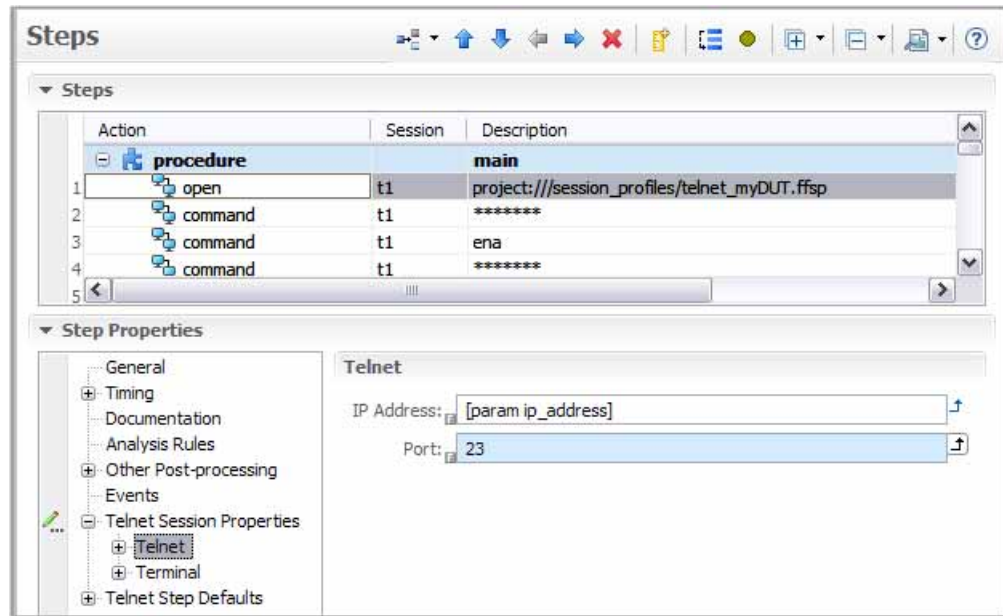 Steps
Steps
Action Session Description
procedure main
1 open t1 project:///session_profiles/telnet_myDUT.ffsp
2 command t1 *******
3 command t1 ena
4 command t1 *******
5
Step Properties
General
Timing
Documentation
Analysis Rules
Other Post-processing
Events
Telnet Session Properties
Telnet
Terminal
Telnet Step Defaults
Telnet
IP Address: [param ip_address]
Port: 23